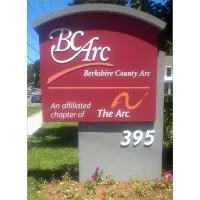 BCArc
Berkshire County Arc
An affiliated
chapter of The Arc
395